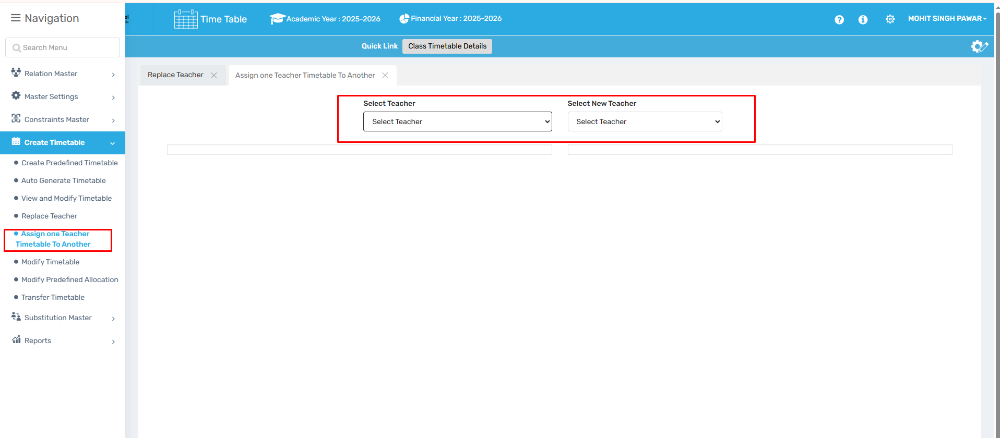 Navigation
Search Menu
Relation Master
Master Settings
Constraints Master
Create Timetable
Create Predefined Timetable
Auto Generate Timetable
View and Modify Timetable
Replace Teacher
Assign one Teacher
Timetable To Another
Modify Timetable
Modify Predefined Allocation
Transfer Timetable
Substitution Master
Reports
Time Table
Academic Year : 2025-2026
Financial Year : 2025-2026
MOHIT SINGH PAWAR
Quick Link
Class Timetable Details
Replace Teacher
Assign one Teacher Timetable To Another
Select Teacher
Select Teacher
Select New Teacher
Select Teacher